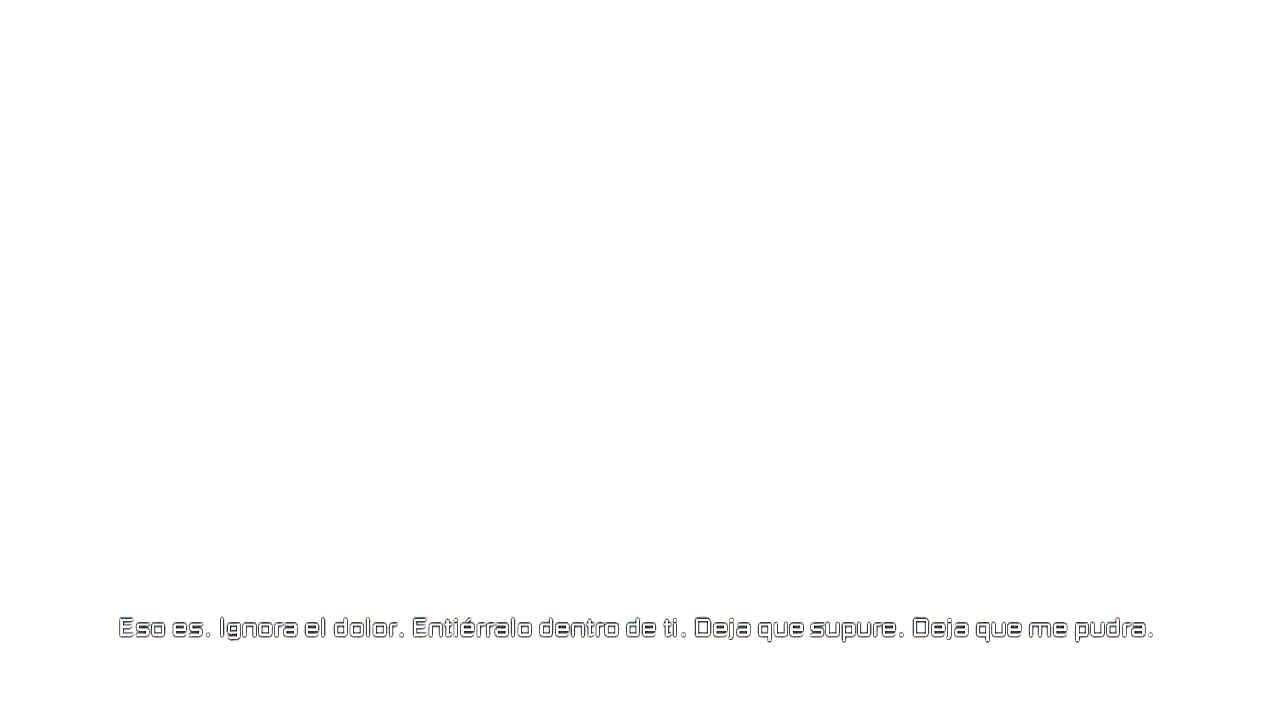 Eso es. Ignora el dolor. Entiérralo dentro de ti. Deja que supure. Deja que me pudra.